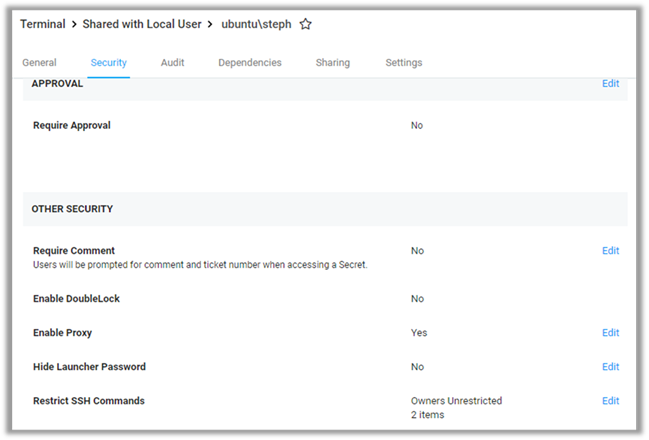 Terminal > Shared with Local User > ubuntu\steph
General Security Audit Dependencies Sharing Settings
APPROVAL Edit
Require Approval No
OTHER SECURITY
Require Comment No Edit
Users will be prompted for comment and ticket number when accessing a Secret.
Enable DoubleLock No
Enable Proxy Yes Edit
Hide Launcher Password No Edit
Restrict SSH Commands Owners Unrestricted Edit
2 items